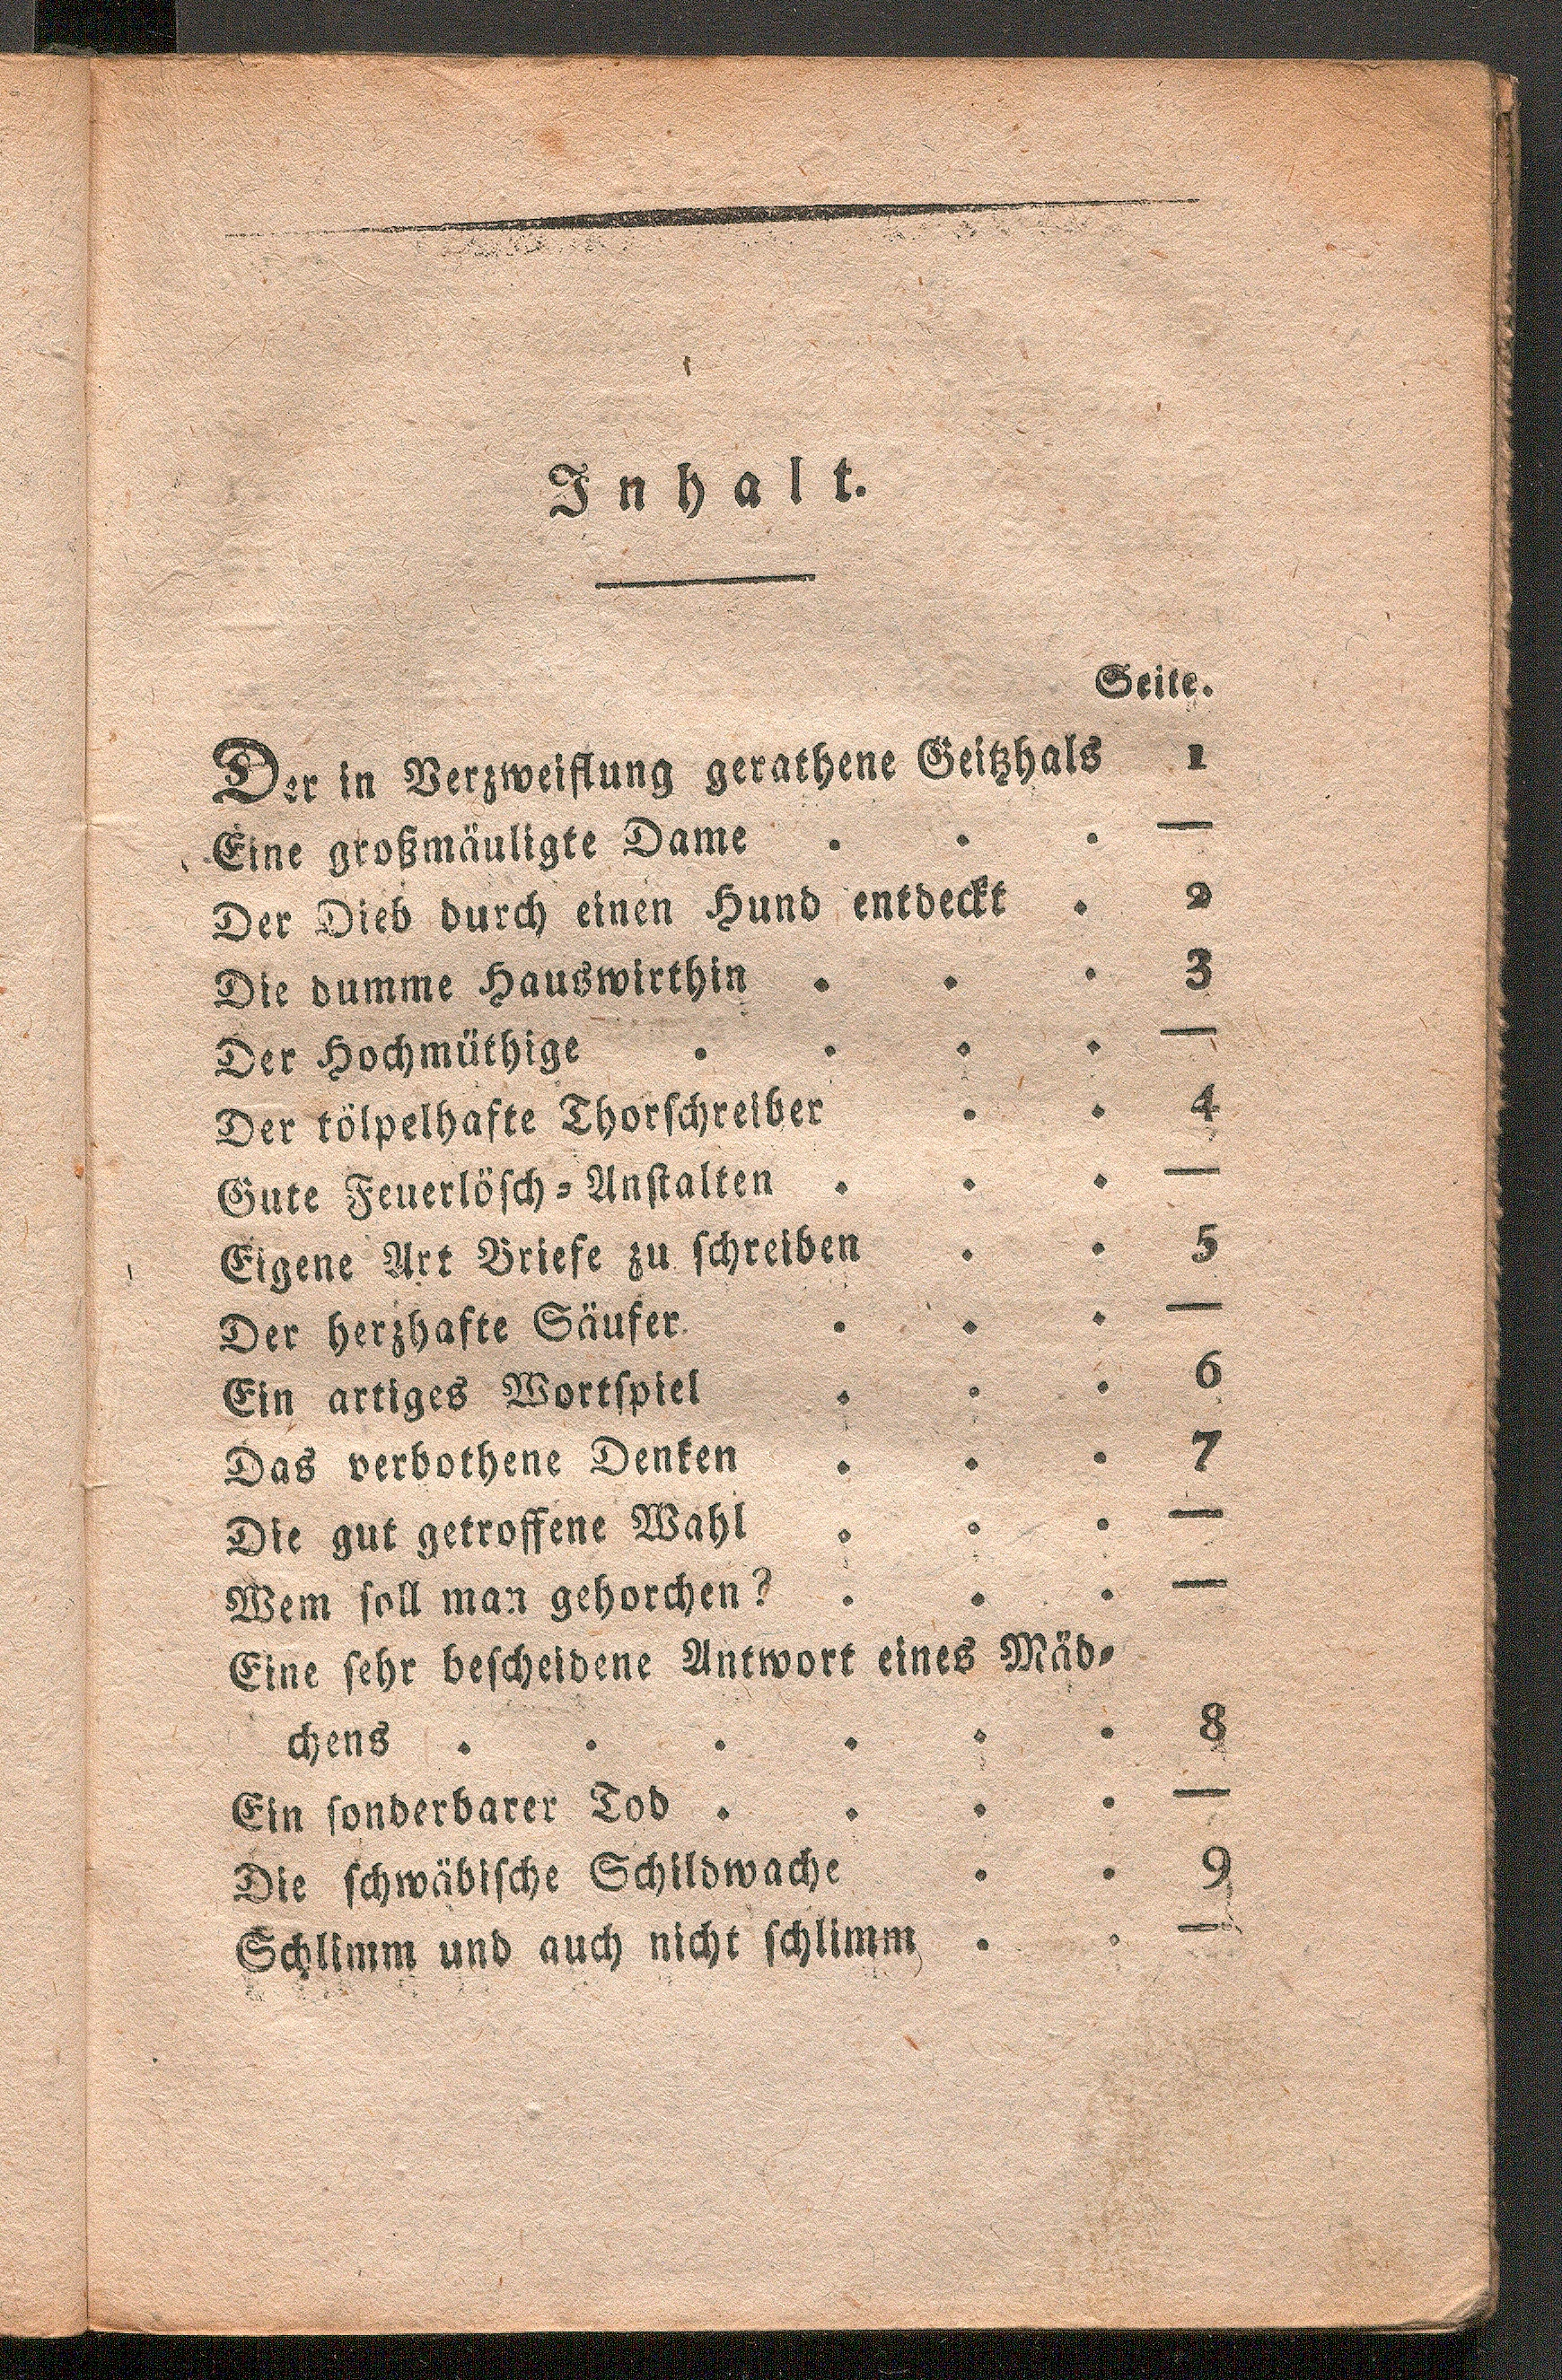 Inhalt.
Seite.
Der in Verzweiflung gerathene Geitzhals 1
Eine großmäuligte Dame . . . —
Der Dieb durch einen Hund entdeckt . 2
Die dumme Hauswirthin . . . 3
Der Hochmüthige . . . . —
Der tölpelhafte Thorschreiber . . 4
Gute Feuerlösch-Anstalten . . . —
Eigene Art Briefe zu schreiben . . 5
Der herzhafte Säufer . . . —
Ein artiges Wortspiel . . . 6
Das verbothene Denken . . . 7
Die gut getroffene Wahl . . . —
Wem soll man gehorchen? . . . —
Eine sehr bescheidene Antwort eines Mäd-
chens . . . . . . 8
Ein sonderbarer Tod . . . . —
Die schwäbische Schildwache . . 9
Schlimm und auch nicht schlimm . . —